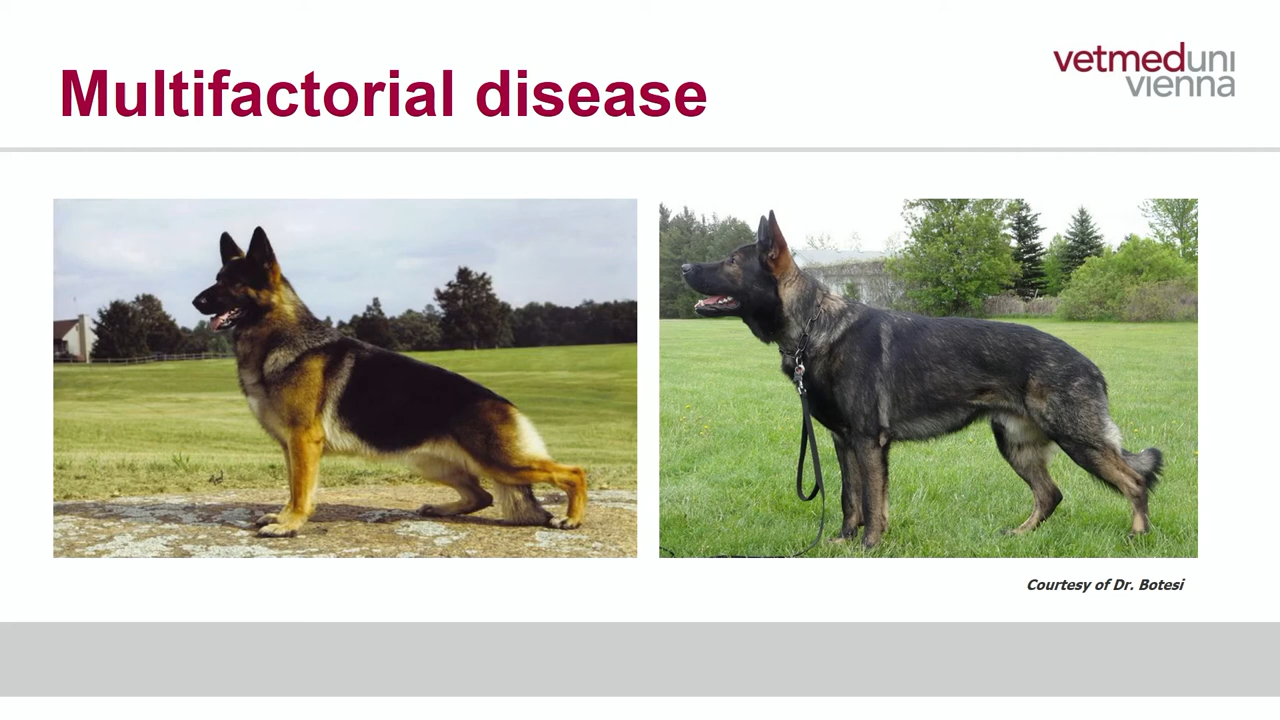 Multifactorial disease
vetmeduni
vienna
Courtesy of Dr. Botesi